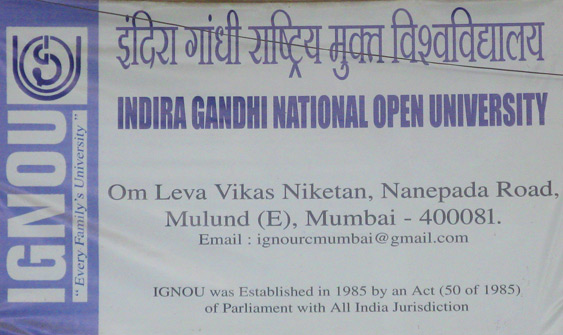 इंदिरा गांधी राष्ट्रिय मुक्त विश्वविद्यालय
INDIRA GANDHI NATIONAL OPEN UNIVERSITY
IGNOU
"Every Family's University"
Om Leva Vikas Niketan, Nanepada Road,
Mulund (E), Mumbai - 400081.
Email : ignourcmumbai@gmail.com
IGNOU was Established in 1985 by an Act (50 of 1985)
of Parliament with All India Jurisdiction